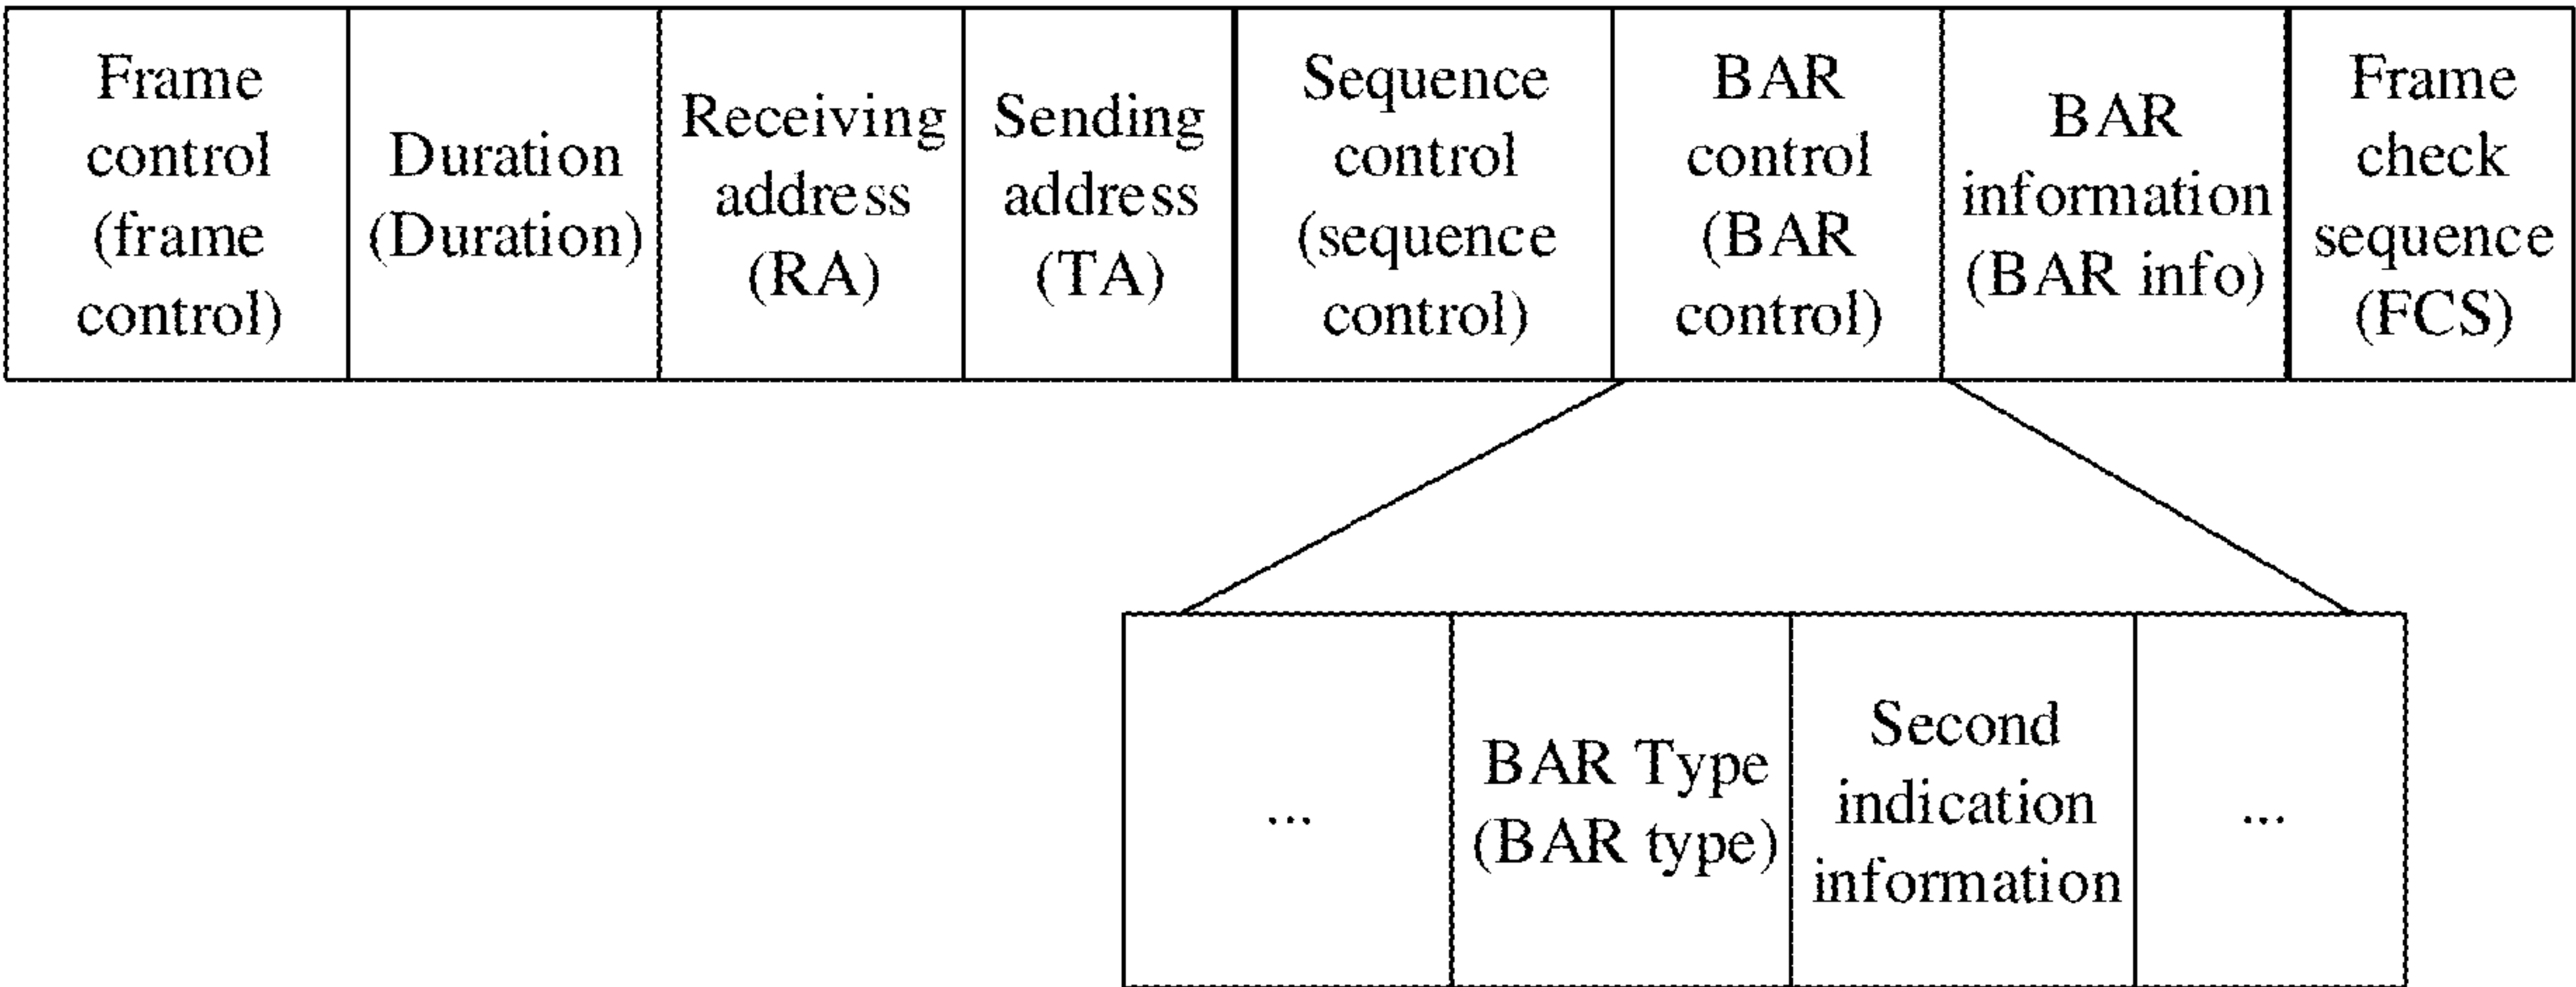 Frame
control
(frame
control)
Duration
(Duration)
Receiving
address
(RA)
Sending
address
(TA)
Sequence
control
(sequence
control)
BAR
control
(BAR
control)
BAR
information
(BAR info)
Frame
check
sequence
(FCS)
...
BAR Type
(BAR type)
Second
indication
information
...